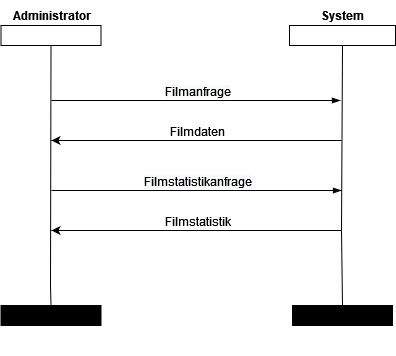 Administrator
System
Filmanfrage
Filmdaten
Filmstatistikanfrage
Filmstatistik